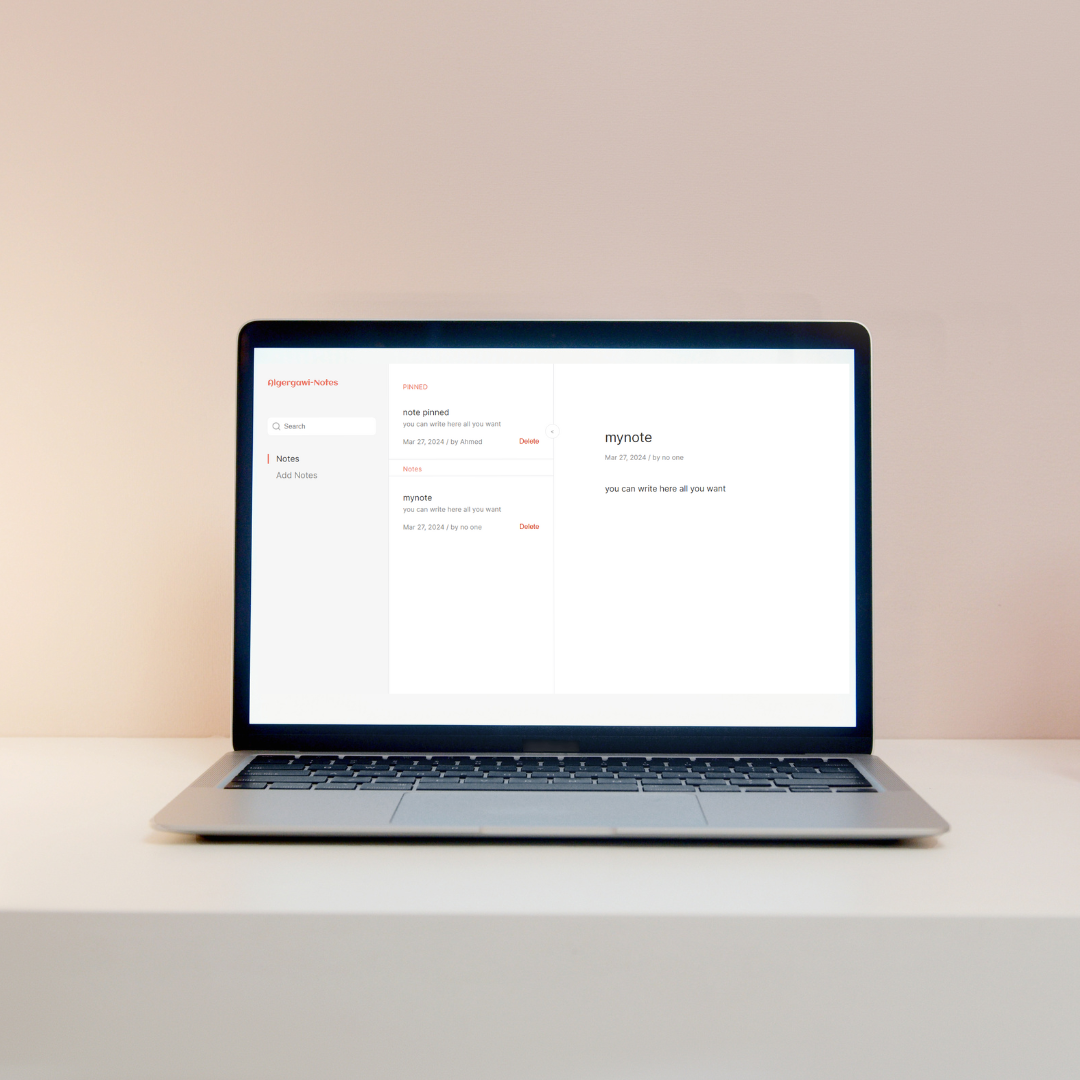 Algergawi-Notes
Search
Notes
Add Notes
PINNED
note pinned
you can write here all you want
Mar 27, 2024 / by Ahmed
Delete
Notes
mynote
you can write here all you want
Mar 27, 2024 / by no one
Delete
mynote
Mar 27, 2024 / by no one
you can write here all you want